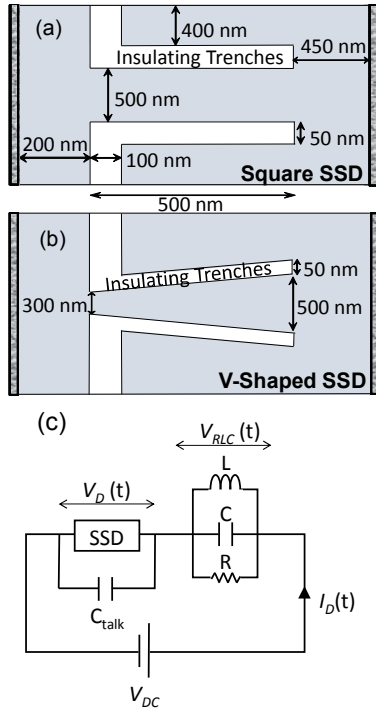 (a)
400 nm
450 nm
Insulating Trenches
500 nm
200 nm
100 nm
50 nm
Square SSD
500 nm
(b)
Insulating Trenches
50 nm
300 nm
500 nm
V-Shaped SSD
(c)
V_RLC (t)
L
V_D (t)
C
SSD
R
C_talk
I_D(t)
V_DC